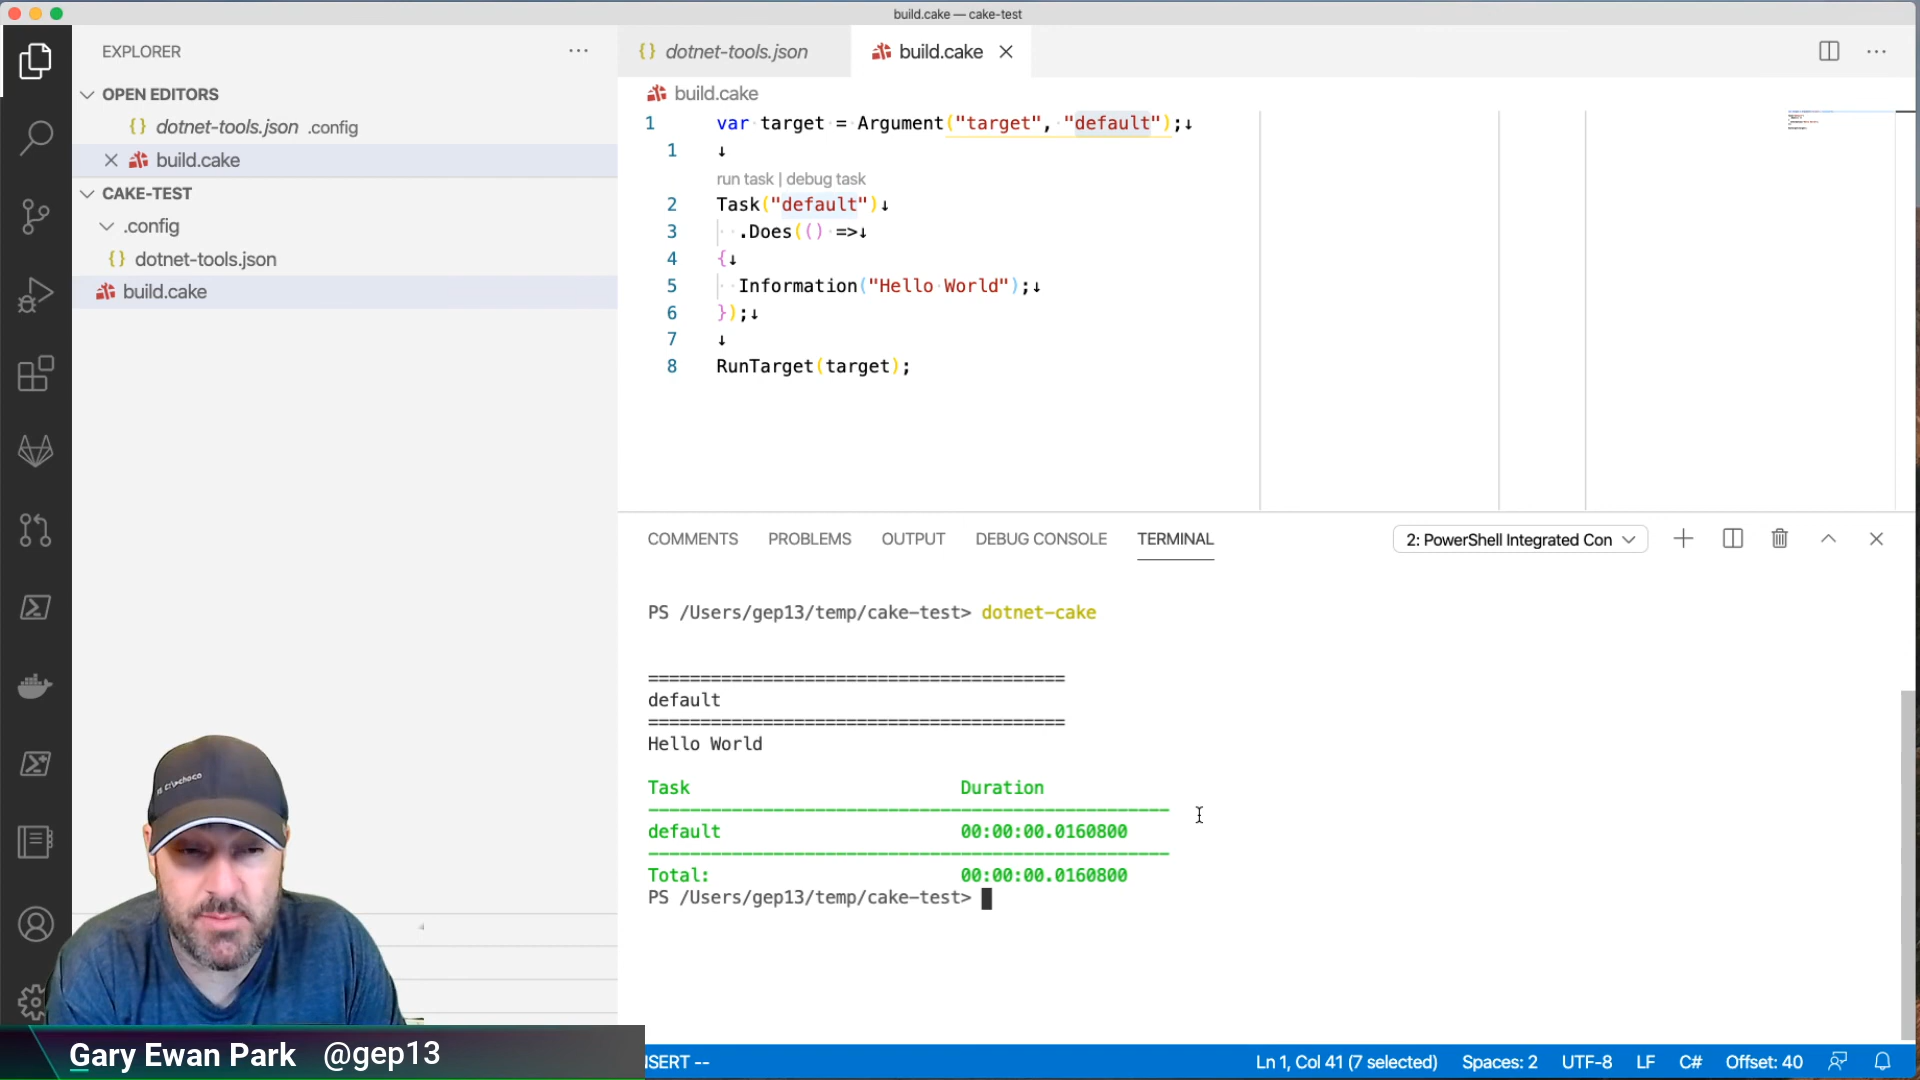 build.cake — cake-test
EXPLORER
OPEN EDITORS
{} dotnet-tools.json .config
build.cake
CAKE-TEST
.config
{} dotnet-tools.json
build.cake
{} dotnet-tools.json
build.cake
build.cake
1 var target = Argument("target", "default");↓
1 ↓
run task | debug task
2 Task("default")↓
3 .Does(() =>↓
4 {↓
5 Information("Hello World");↓
6 });↓
7 ↓
8 RunTarget(target);
COMMENTS PROBLEMS OUTPUT DEBUG CONSOLE TERMINAL
2: PowerShell Integrated Con
PS /Users/gep13/temp/cake-test> dotnet-cake
========================================
default
========================================
Hello World
Task Duration
--------------------------------------------------
default 00:00:00.0160800
--------------------------------------------------
Total: 00:00:00.0160800
PS /Users/gep13/temp/cake-test>
Gary Ewan Park @gep13
NSERT --
Ln 1, Col 41 (7 selected) Spaces: 2 UTF-8 LF C# Offset: 40